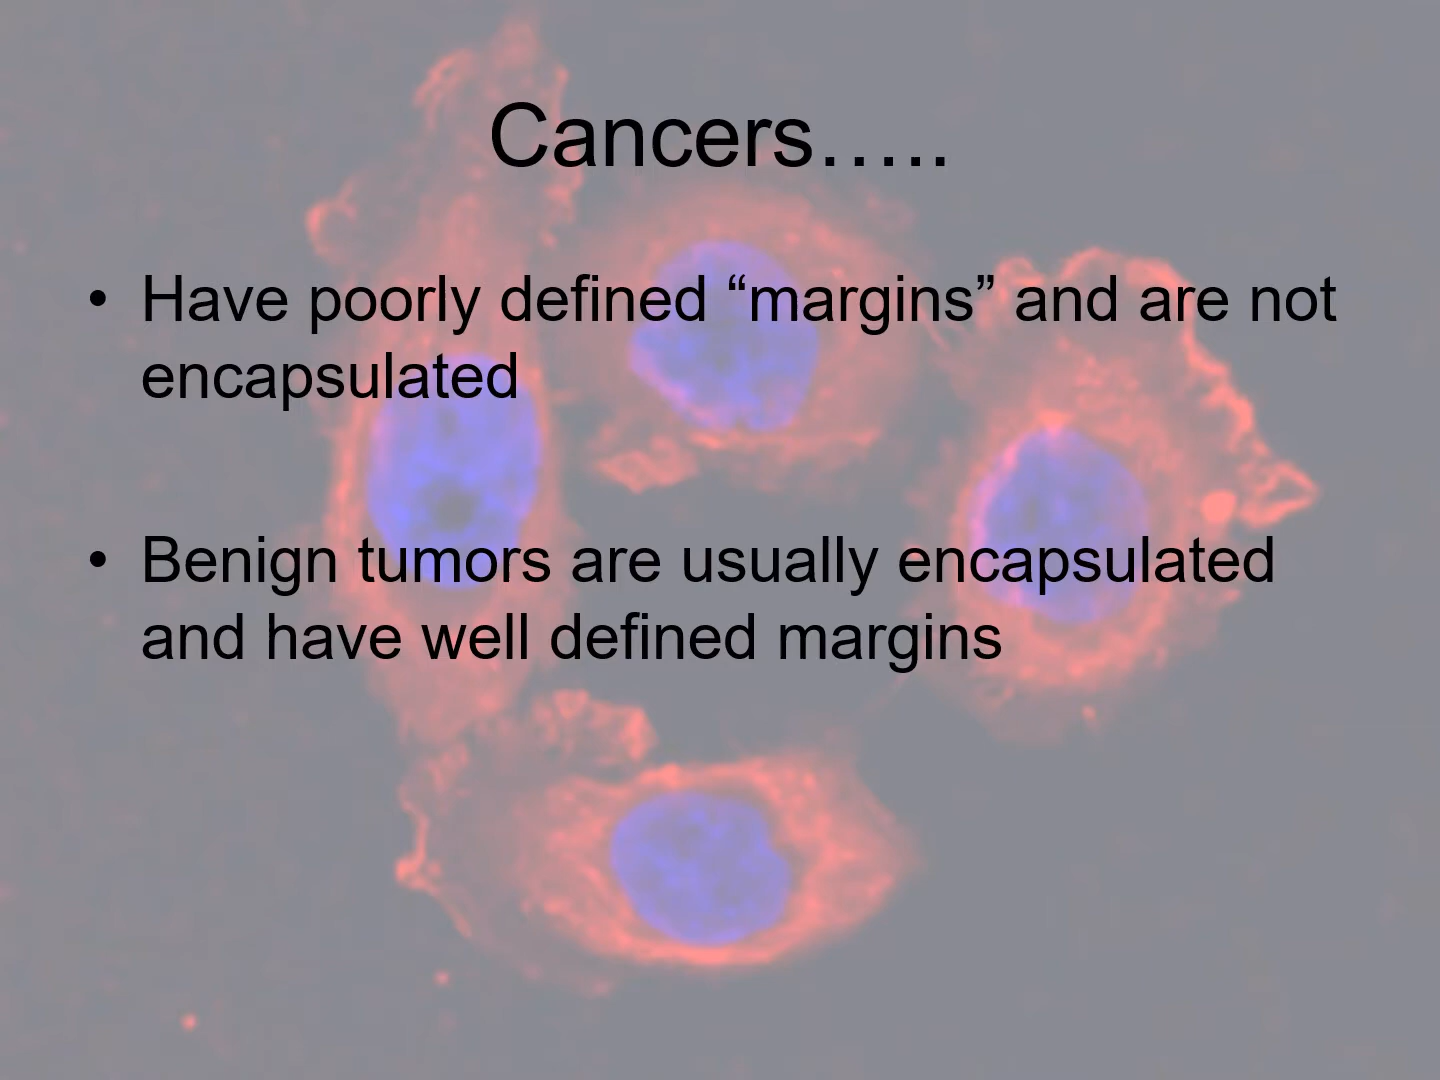 Cancers…..
• Have poorly defined “margins” and are not
encapsulated
• Benign tumors are usually encapsulated
and have well defined margins